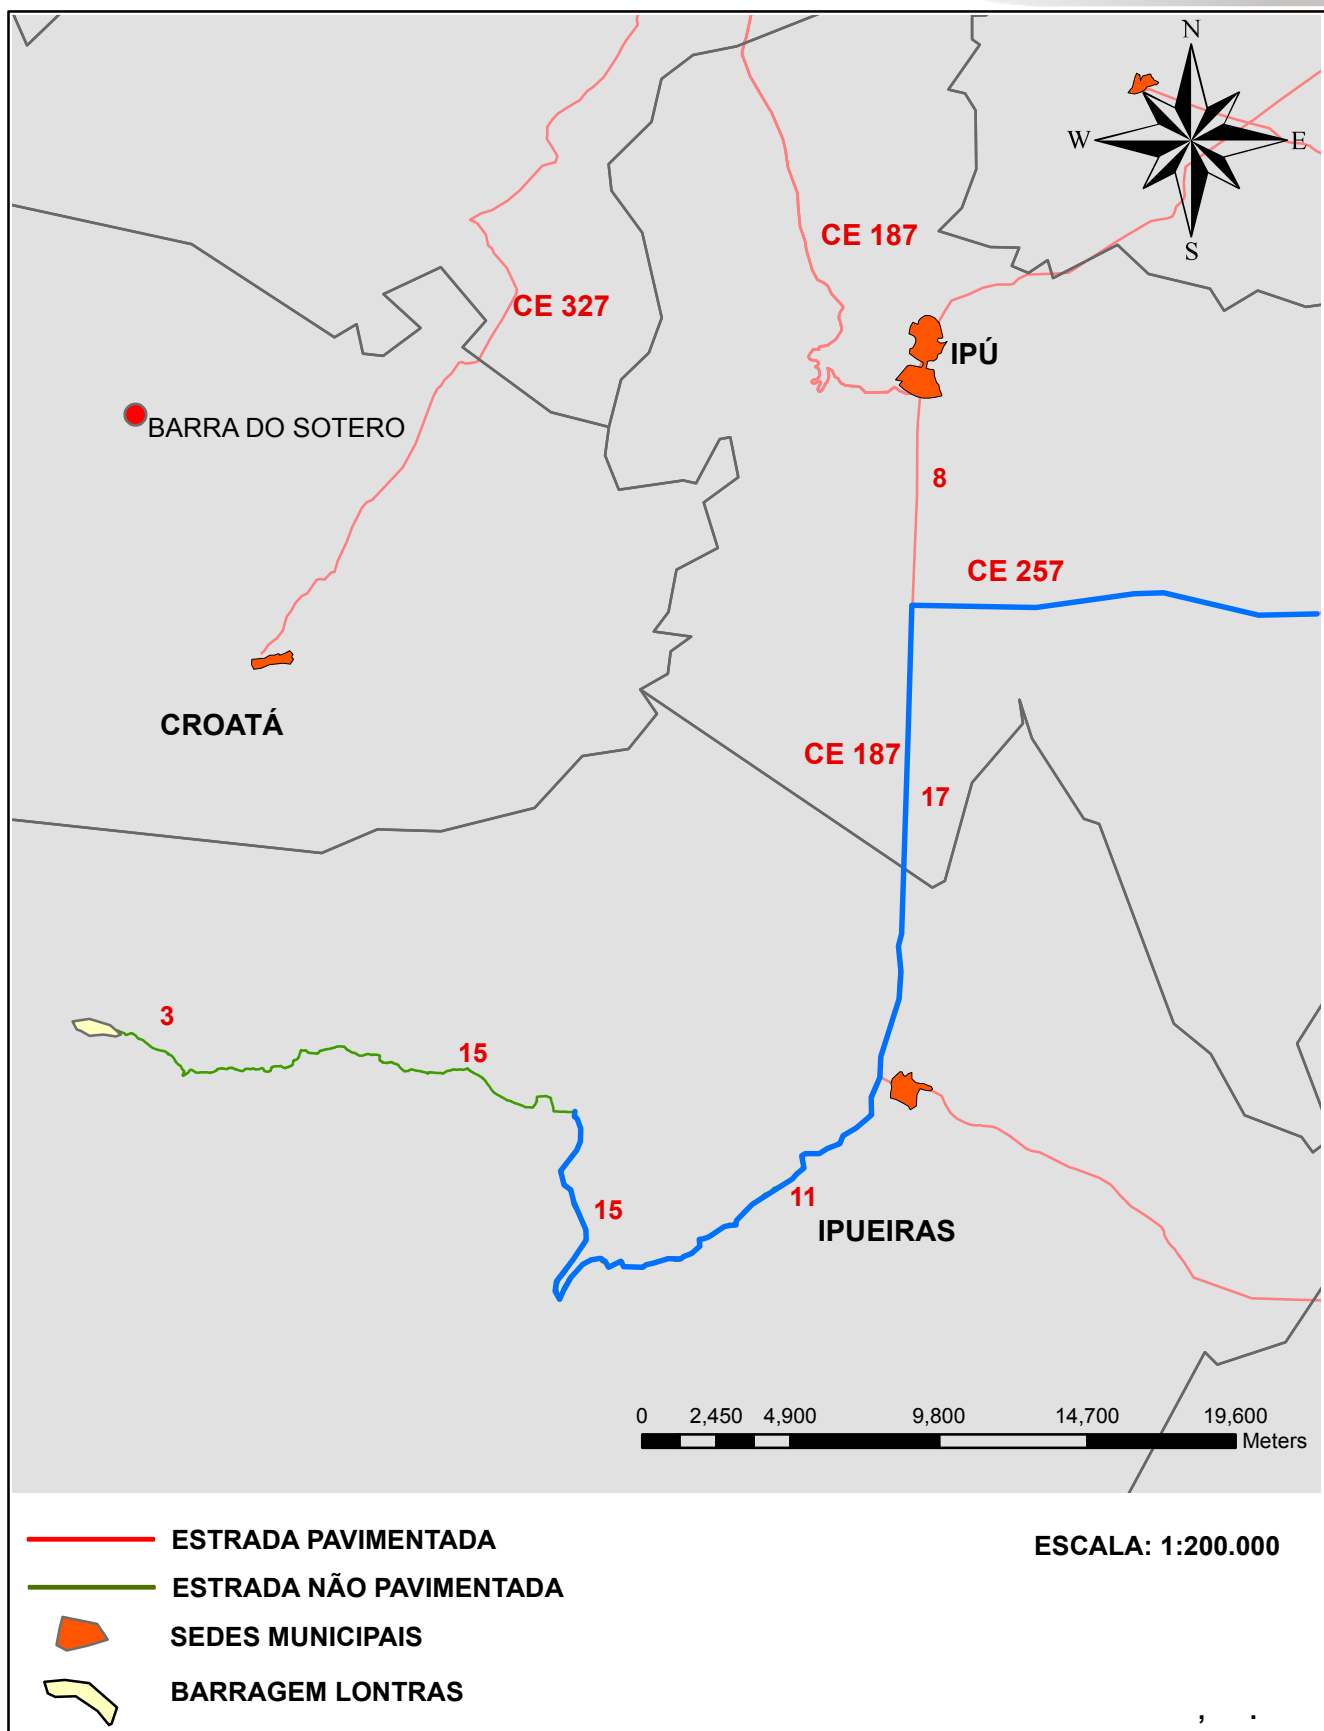 N
W E
S
CE 187
CE 327
IPÚ
BARRA DO SOTERO
8
CE 257
CROATÁ
CE 187
17
3
15
11
15
IPUEIRAS
0 2,450 4,900 9,800 14,700 19,600
Meters
ESTRADA PAVIMENTADA
ESCALA: 1:200.000
ESTRADA NÃO PAVIMENTADA
SEDES MUNICIPAIS
BARRAGEM LONTRAS
, .